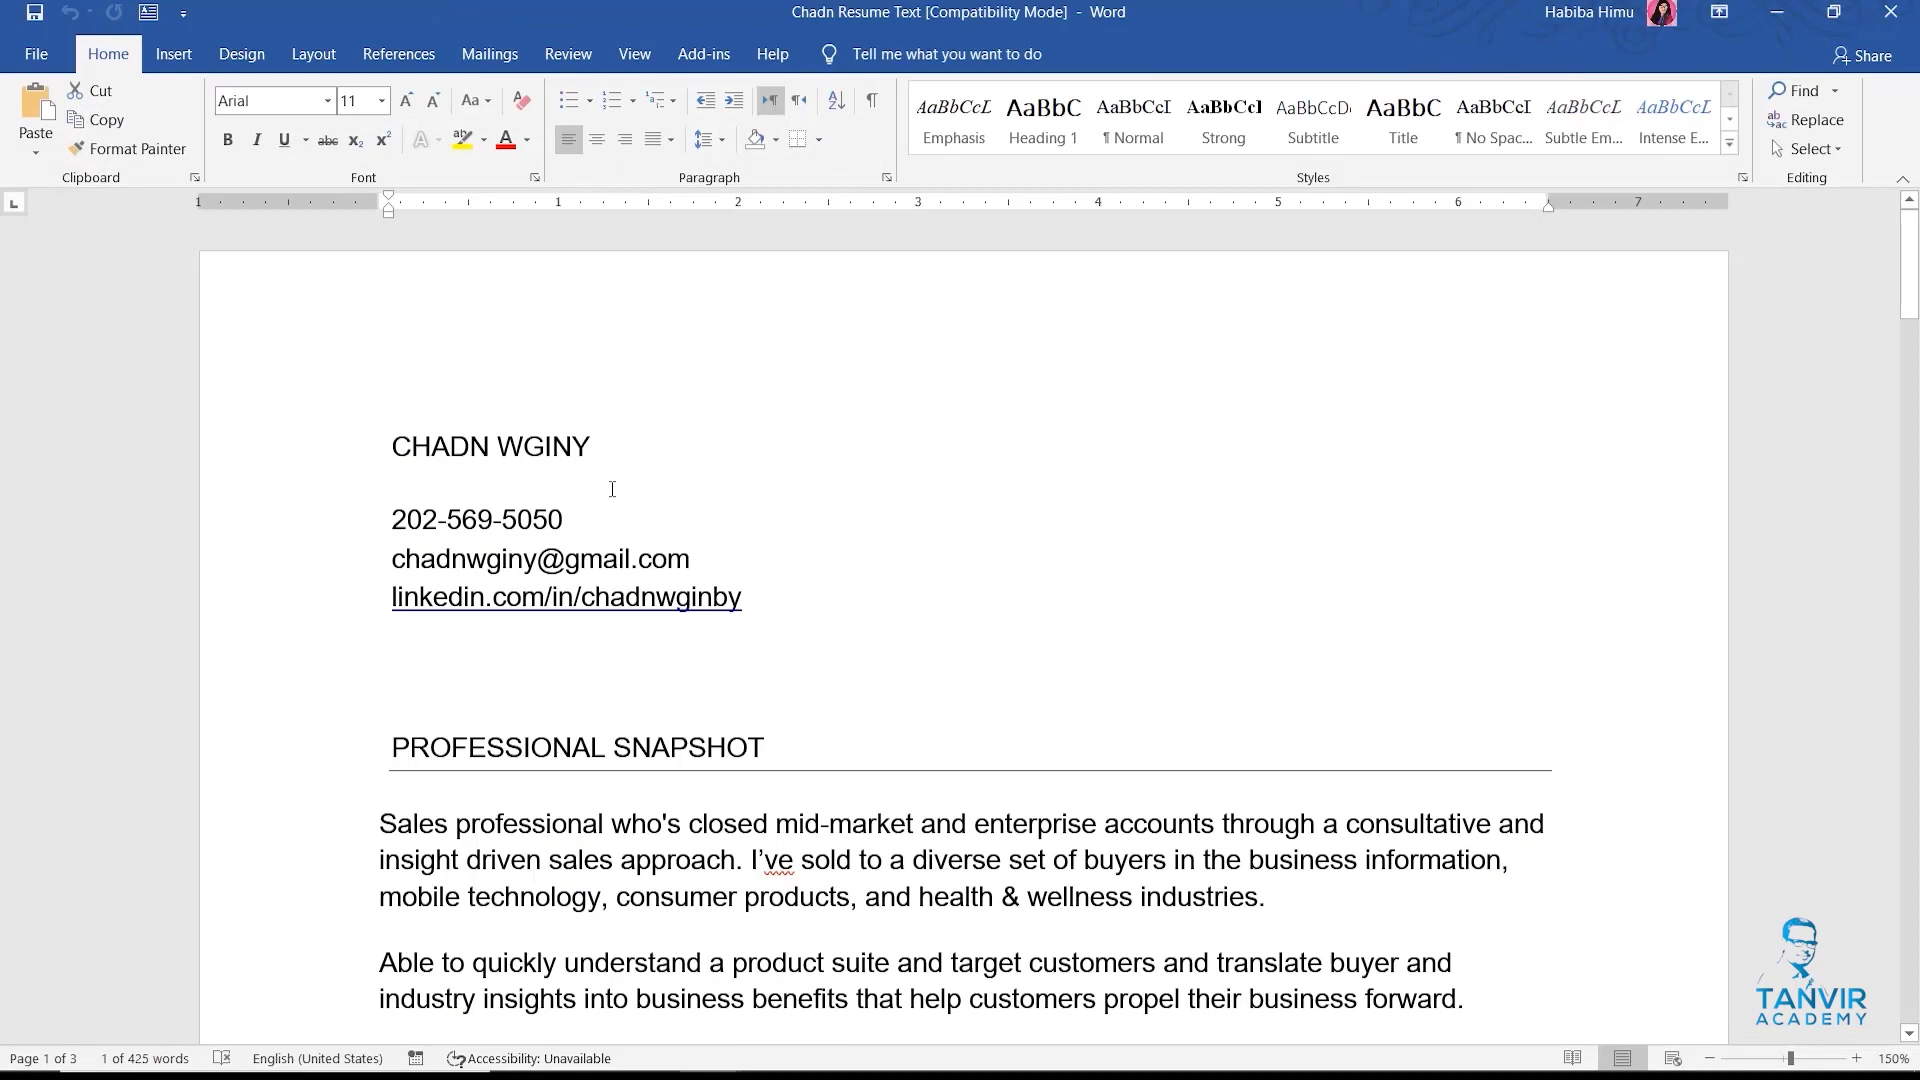 Chadn Resume Text [Compatibility Mode] - Word
Habiba Himu
File Home Insert Design Layout References Mailings Review View Add-ins Help Tell me what you want to do Share
Paste
Cut
Copy
Format Painter
Clipboard
Arial 11
Font
Paragraph
AaBbCcL AaBbC AaBbCcI AaBbCcI AaBbCcD AaBbC AaBbCcI AaBbCcL AaBbCcL
Emphasis Heading 1 ¶ Normal Strong Subtitle Title ¶ No Spac... Subtle Em... Intense E...
Styles
Find
Replace
Select
Editing
1 1 2 3 4 5 6 7
CHADN WGINY
202-569-5050
chadnwginy@gmail.com
linkedin.com/in/chadnwginby
PROFESSIONAL SNAPSHOT
Sales professional who's closed mid-market and enterprise accounts through a consultative and
insight driven sales approach. I’ve sold to a diverse set of buyers in the business information,
mobile technology, consumer products, and health & wellness industries.
Able to quickly understand a product suite and target customers and translate buyer and
industry insights into business benefits that help customers propel their business forward.
TANVIR
ACADEMY
Page 1 of 3 1 of 425 words English (United States) Accessibility: Unavailable 150%